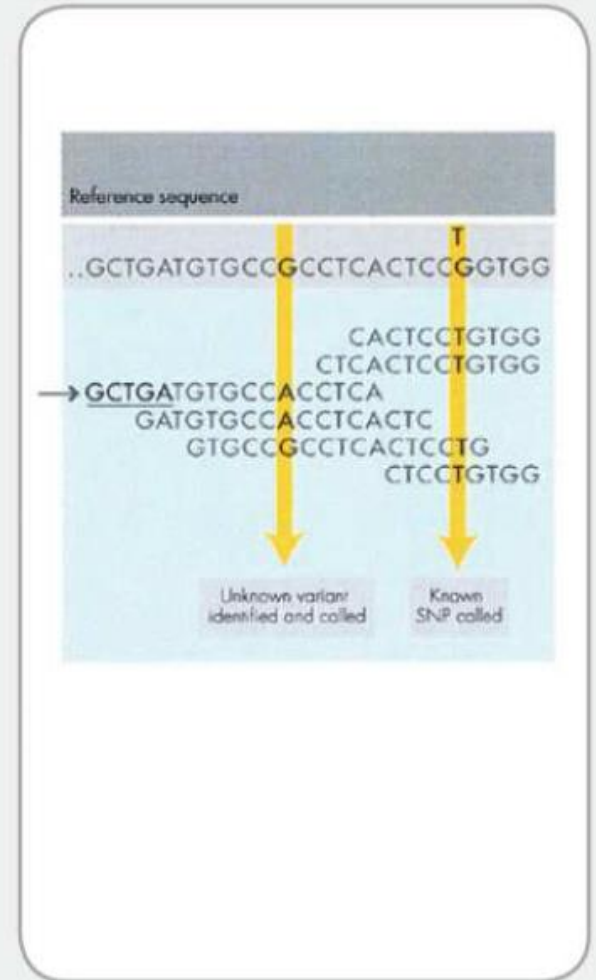 Reference sequence
T
..GCTGATGTGCCGCCTCACTCCGGTGG
CACTCCTGTGG
CTCACTCCTGTGG
GCTGATGTGCCACCTCA
GATGTGCCACCTCACTC
GTGCCGCCTCACTCCTG
CTCCTGTGG
Unknown variant
identified and called
Known
SNP called